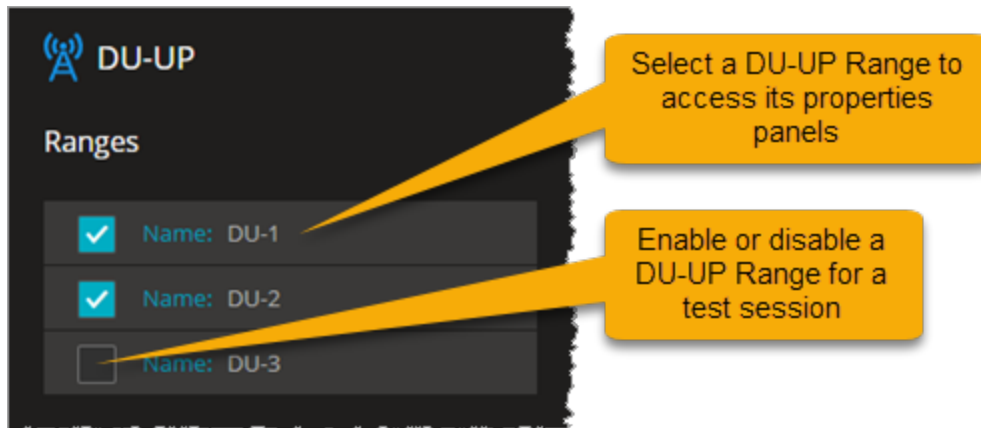 DU-UP
Ranges
Name: DU-1
Name: DU-2
Name: DU-3
Select a DU-UP Range to
access its properties
panels
Enable or disable a
DU-UP Range for a
test session